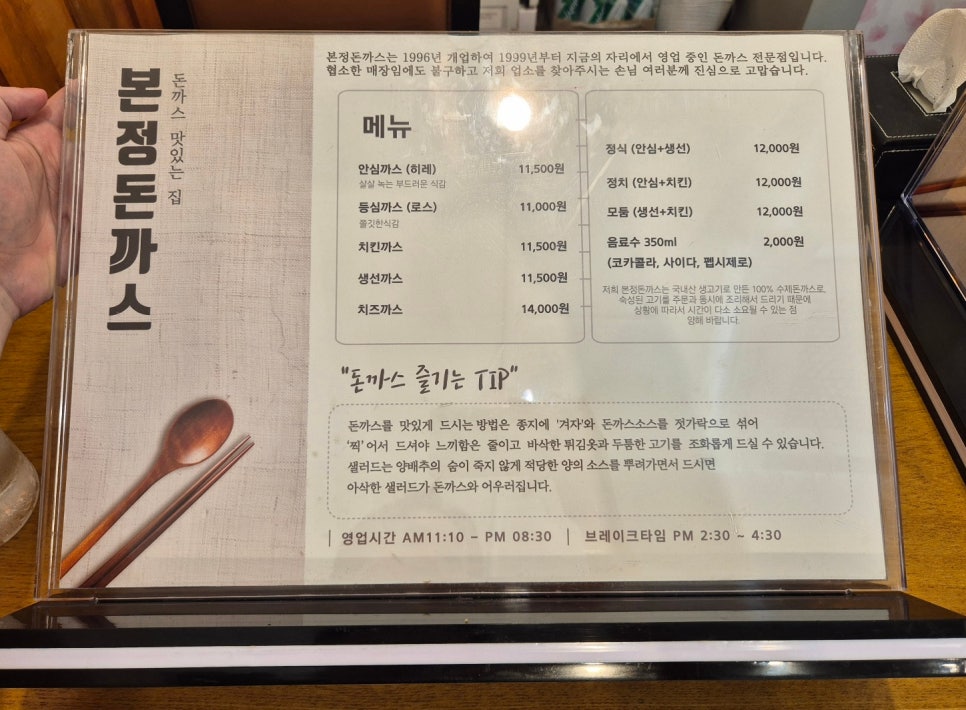 본정돈까스
돈까스 맛있는 집
본정돈까스는 1996년 개업하여 1999년부터 지금의 자리에서 영업 중인 돈까스 전문점입니다.
협소한 매장임에도 불구하고 저희 업소를 찾아주시는 손님 여러분께 진심으로 고맙습니다.
메뉴
안심까스 (히레) 11,500원
살살 녹는 부드러운 식감
등심까스 (로스) 11,000원
쫄깃한식감
치킨까스 11,500원
생선까스 11,500원
치즈까스 14,000원
정식 (안심+생선) 12,000원
정치 (안심+치킨) 12,000원
모둠 (생선+치킨) 12,000원
음료수 350ml 2,000원
(코카콜라, 사이다, 펩시제로)
저희 본정돈까스는 국내산 생고기로 만든 100% 수제돈까스로,
숙성된 고기를 주문과 동시에 조리해서 드리기 때문에
상황에 따라서 시간이 다소 소요될 수 있는 점
양해 바랍니다.
"돈까스 즐기는 TIP"
돈까스를 맛있게 드시는 방법은 종지에 '겨자'와 돈까스소스를 젓가락으로 섞어
'찍' 어서 드셔야 느끼함은 줄이고 바삭한 튀김옷과 두툼한 고기를 조화롭게 드실 수 있습니다.
샐러드는 양배추의 숨이 죽지 않게 적당한 양의 소스를 뿌려가면서 드시면
아삭한 샐러드가 돈까스와 어우러집니다.
| 영업시간 AM11:10 - PM 08:30 | 브레이크타임 PM 2:30 ~ 4:30